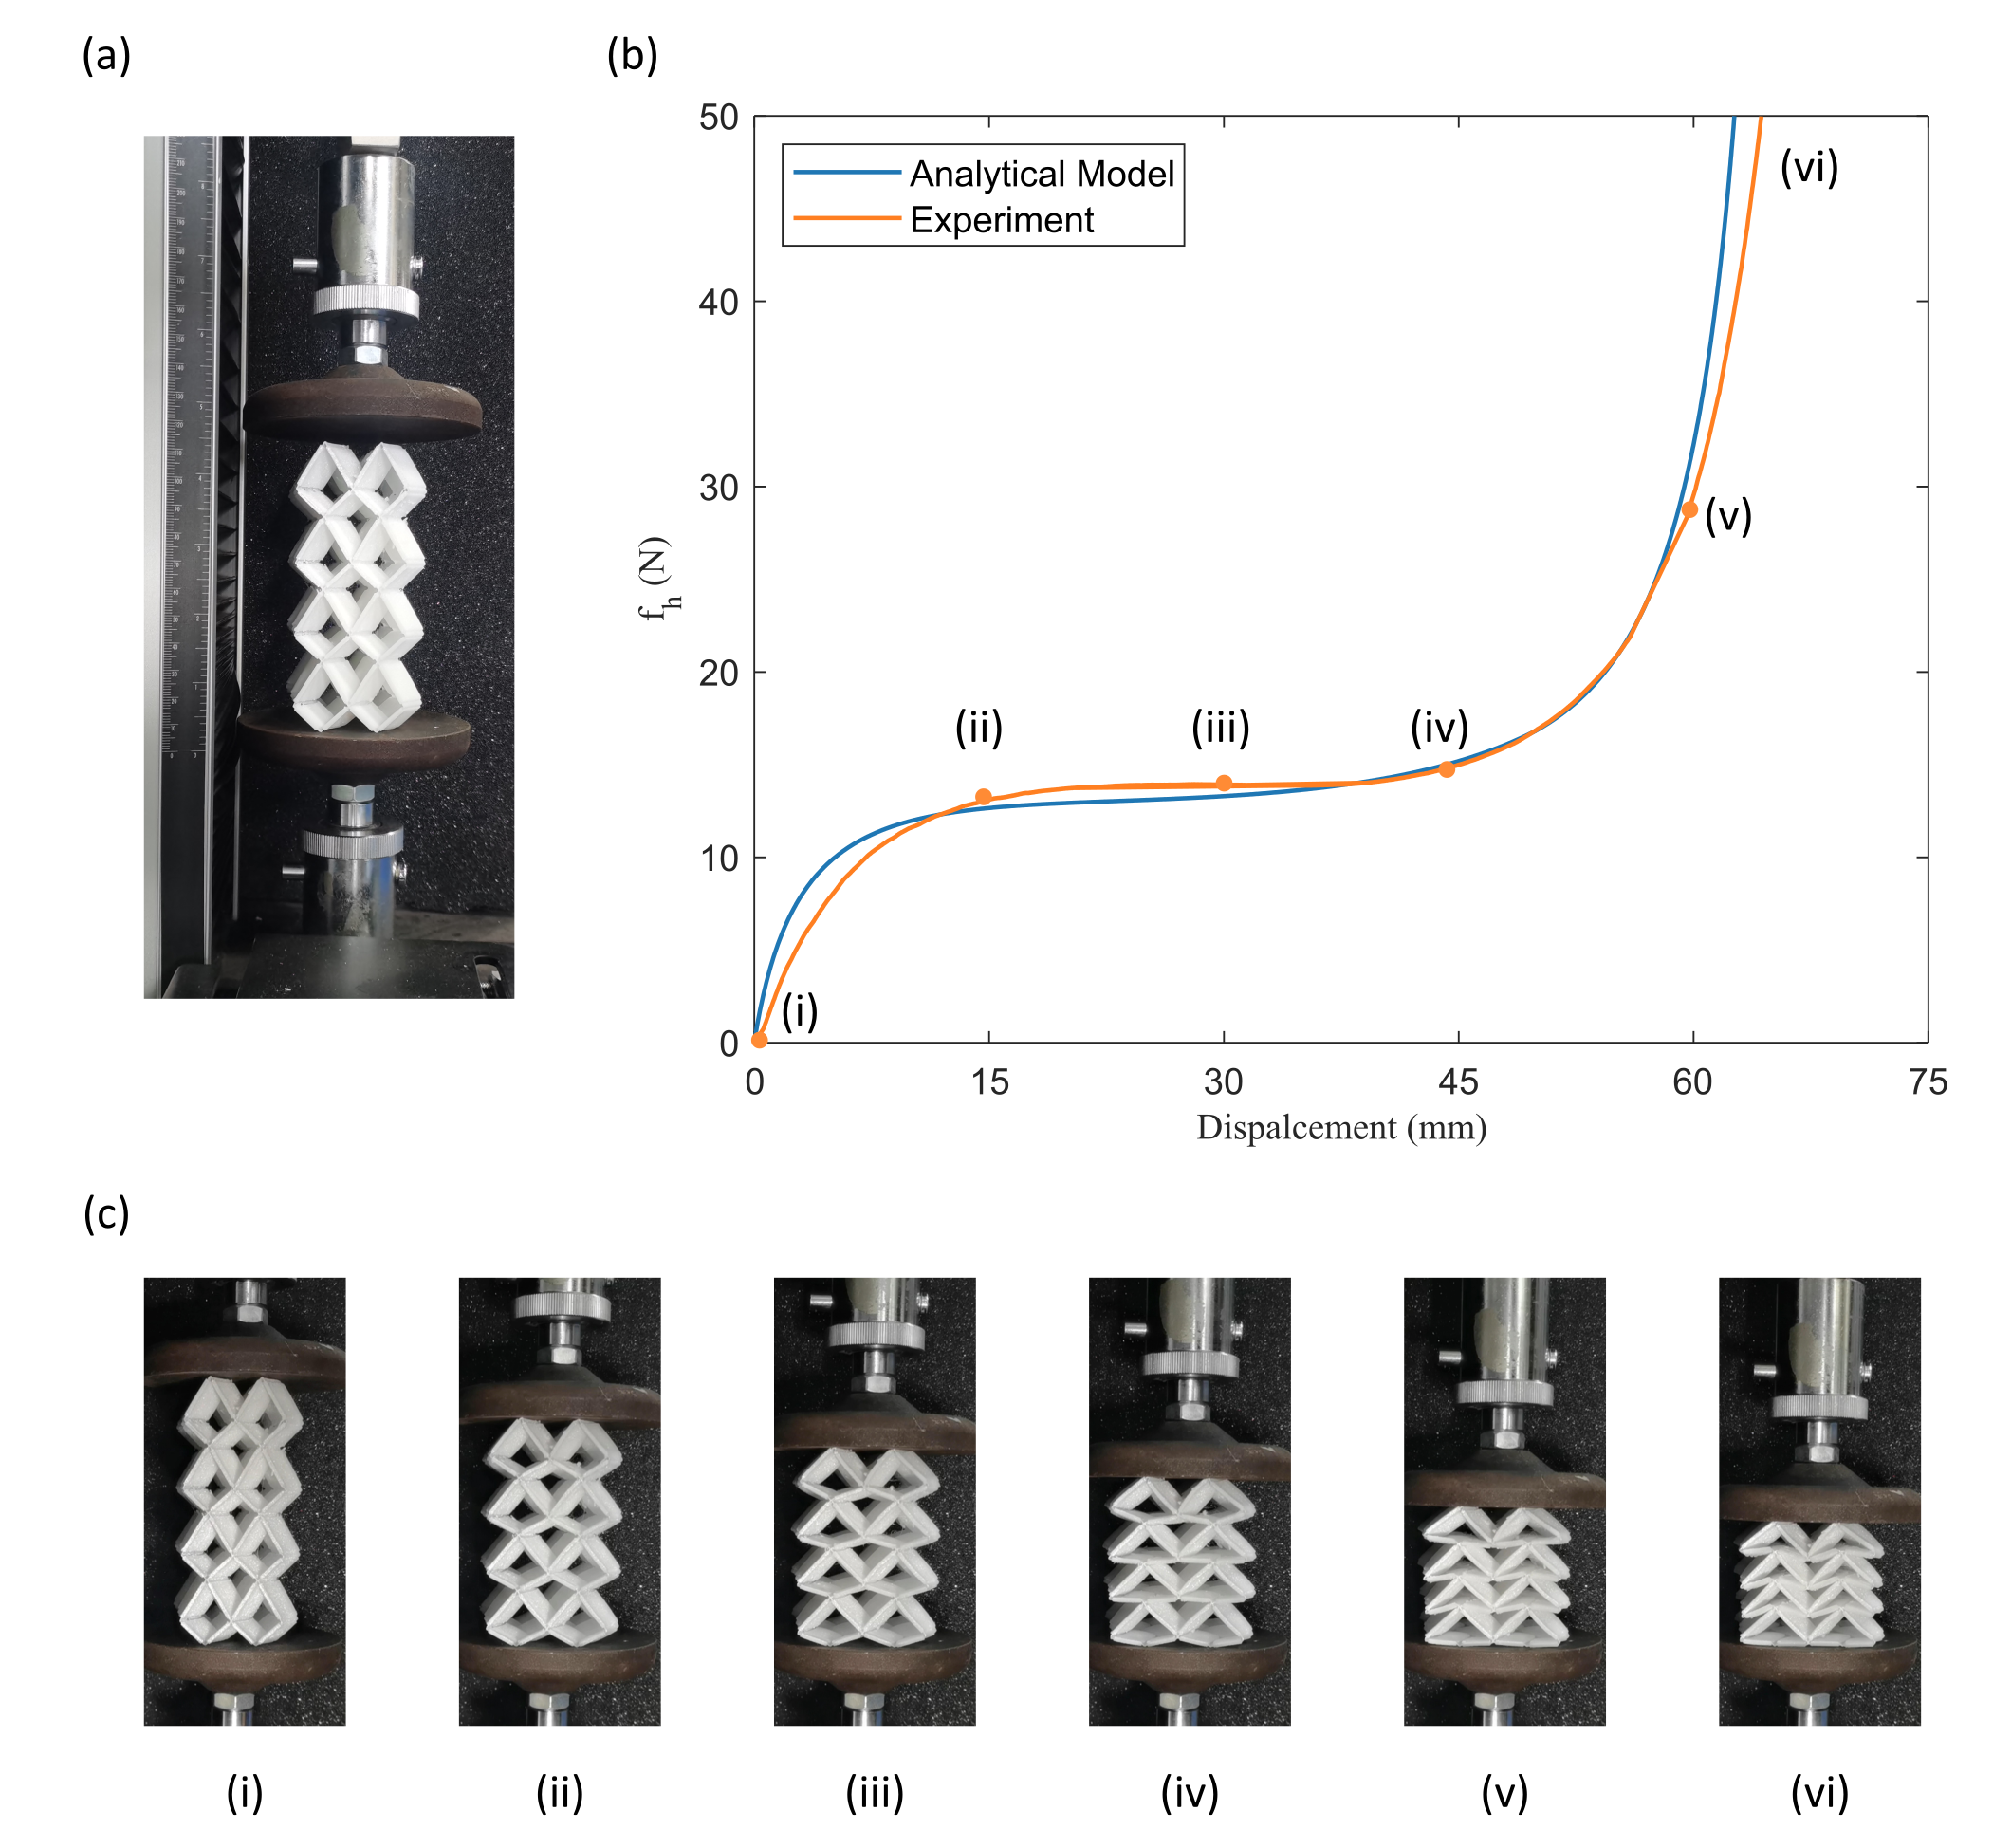 (a)
(b)
50
40
30
20
10
0
f_h (N)
Analytical Model
Experiment
(i)
(ii)
(iii)
(iv)
(v)
(vi)
0 15 30 45 60 75
Dispalcement (mm)
(c)
(i) (ii) (iii) (iv) (v) (vi)